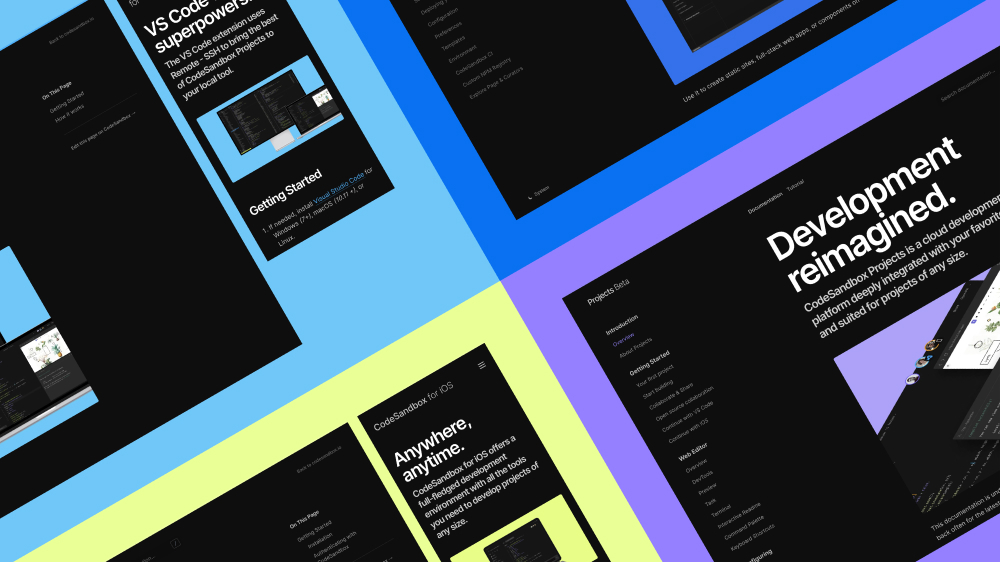 Back to codesandbox.io
On This Page
Getting Started
How it works
Edit this page on CodeSandbox
for
VS Code
superpowers.
The VS Code extension uses
Remote - SSH to bring the best
of CodeSandbox Projects to
your local tool.
Getting Started
1. If needed, install Visual Studio Code for
Windows (7+), macOS (10.11 +), or
Linux.
Deploying
Configuration
Preferences
Templates
Environment
CodeSandbox CI
Custom NPM Registry
Explore Page & Curators
System
Use it to create static sites, full-stack web apps, or components on
Search documentation...
Documentation
Tutorial
Projects Beta
Introduction
Overview
About Projects
Getting Started
Your first project
Start building
Collaborate & Share
Open source collaboration
Continue with VS Code
Continue with iOS
Web Editor
Overview
DevTools
Preview
Task
Terminal
Interactive Readme
Command Palette
Keyboard Shortcuts
Development
reimagined.
CodeSandbox Projects is a cloud development
platform deeply integrated with your favorite
and suited for projects of any size.
This documentation is
back often for the latest
Back to codesandbox.io
On This Page
Getting Started
Installation
Authenticating with
CodeSandbox
CodeSandbox for iOS
Anywhere,
anytime.
CodeSandbox for iOS offers a
full-fledged development
environment with all the tools
you need to develop projects of
any size.